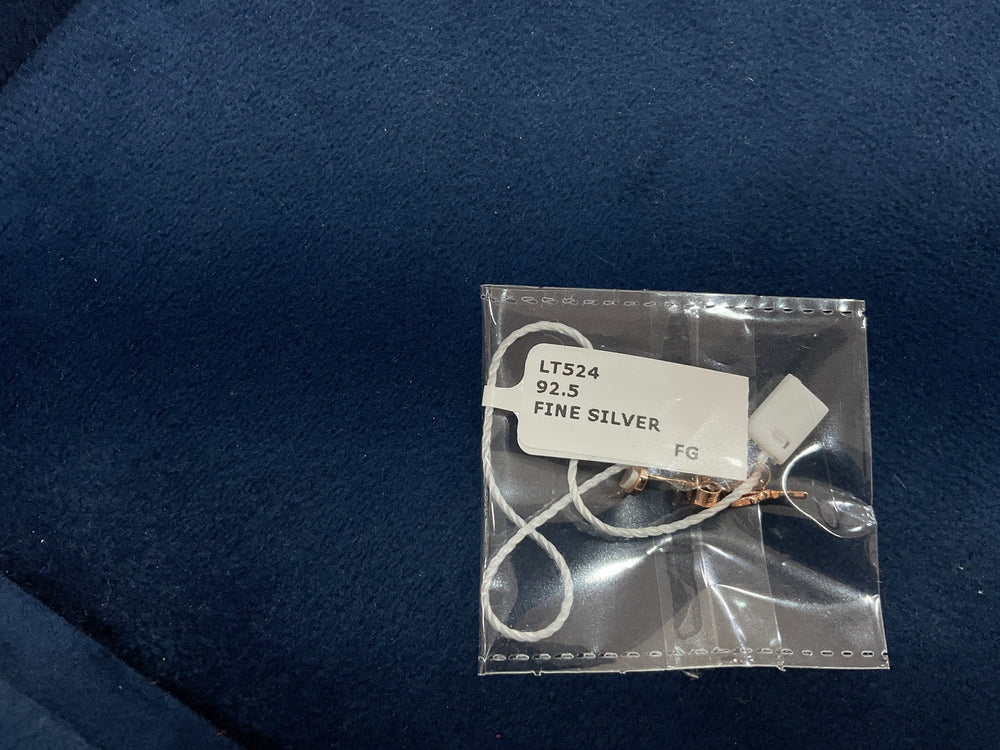 LT524
92.5
FINE SILVER
FG